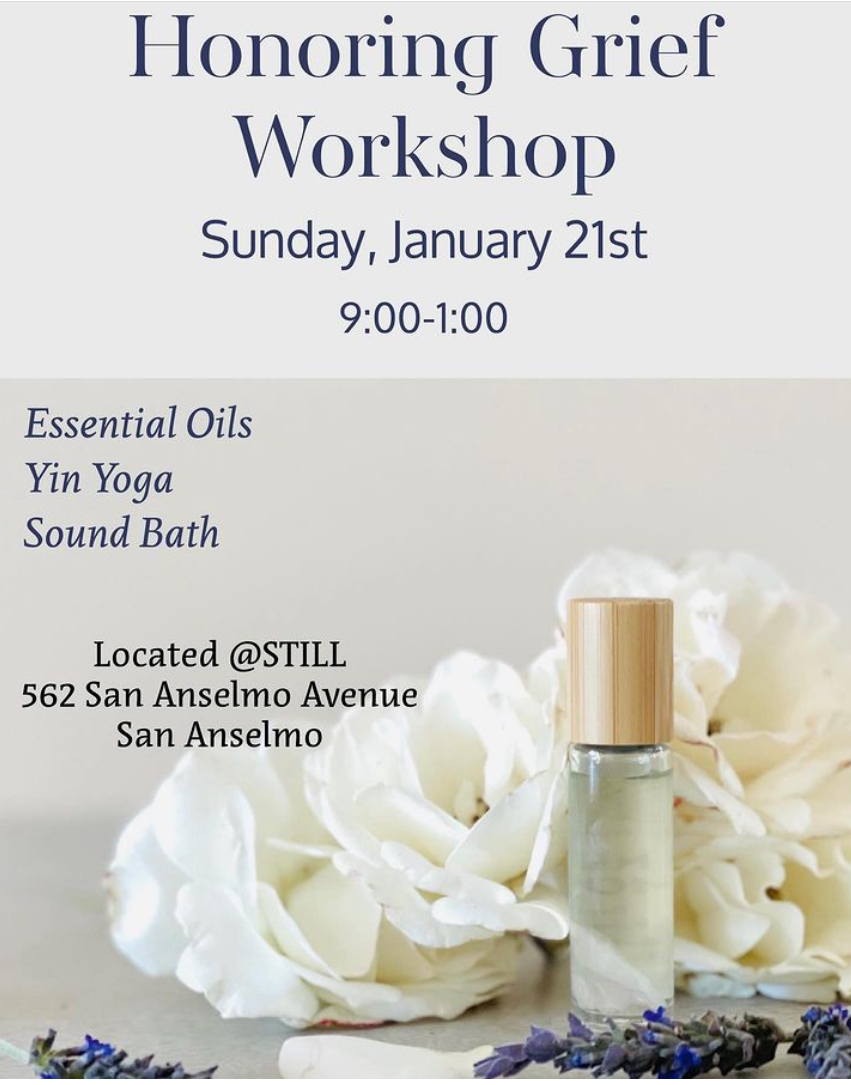 Honoring Grief
Workshop
Sunday, January 21st
9:00-1:00
Essential Oils
Yin Yoga
Sound Bath
Located @STILL
562 San Anselmo Avenue
San Anselmo